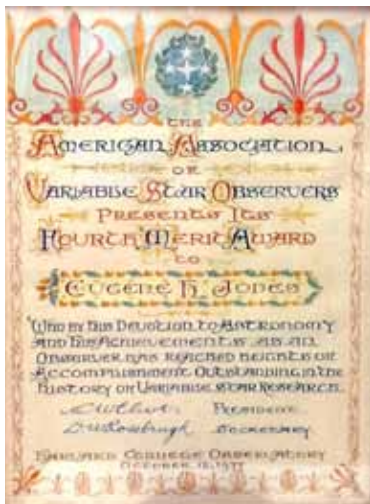 THE
AMERICAN ASSOCIATION
OF
VARIABLE STAR OBSERVERS
PRESENTS ITS
FOURTH MERIT AWARD
TO
EUGENE H. JONES
WHO BY HIS DEVOTION TO ASTRONOMY
AND HIS ACHIEVEMENTS AS AN
OBSERVER HAS REACHED HEIGHTS OF
ACCOMPLISHMENT OUTSTANDING IN THE
HISTORY OF VARIABLE STAR RESEARCH.
PRESIDENT
SECRETARY
HARVARD COLLEGE OBSERVATORY
OCTOBER